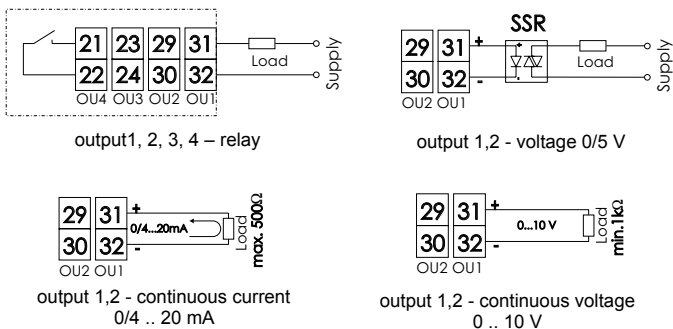 21 23 29 31
22 24 30 32
OU4 OU3 OU2 OU1
Load
Supply
output1, 2, 3, 4 – relay
SSR
29 31 +
30 32 -
OU2 OU1
+
-
Load
Supply
output 1,2 - voltage 0/5 V
29 31 +
0/4...20mA
30 32 -
OU2 OU1
Load
max. 500Ω
output 1,2 - continuous current
0/4 .. 20 mA
29 31 +
0...10 V
30 32 -
OU2 OU1
Load
min.1kΩ
output 1,2 - continuous voltage
0 .. 10 V